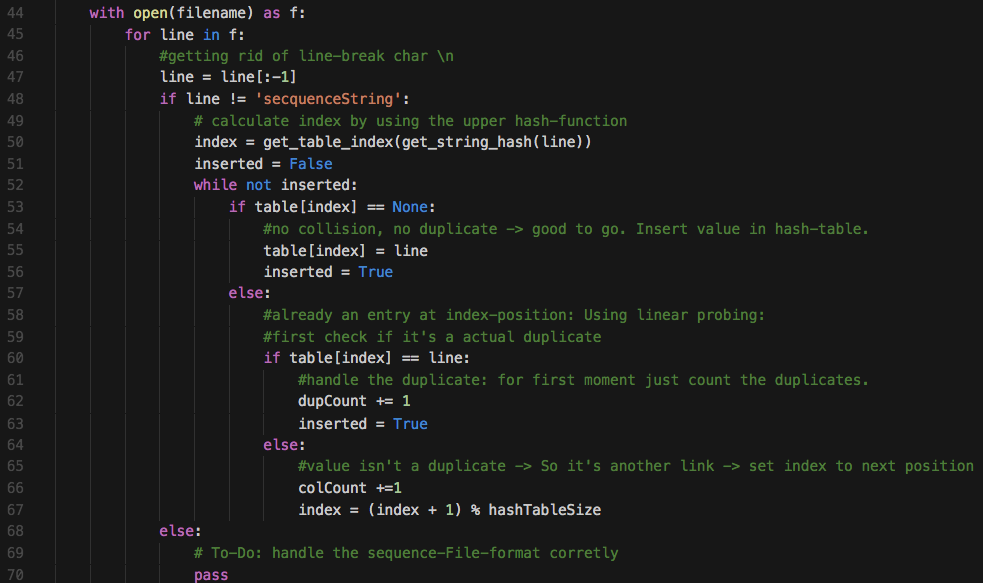 44 with open(filename) as f:
45 for line in f:
46 #getting rid of line-break char \n
47 line = line[:-1]
48 if line != 'secquenceString':
49 # calculate index by using the upper hash-function
50 index = get_table_index(get_string_hash(line))
51 inserted = False
52 while not inserted:
53 if table[index] == None:
54 #no collision, no duplicate -> good to go. Insert value in hash-table.
55 table[index] = line
56 inserted = True
57 else:
58 #already an entry at index-position: Using linear probing:
59 #first check if it's a actual duplicate
60 if table[index] == line:
61 #handle the duplicate: for first moment just count the duplicates.
62 dupCount += 1
63 inserted = True
64 else:
65 #value isn't a duplicate -> So it's another link -> set index to next position
66 colCount +=1
67 index = (index + 1) % hashTableSize
68 else:
69 # To-Do: handle the sequence-File-format corretly
70 pass